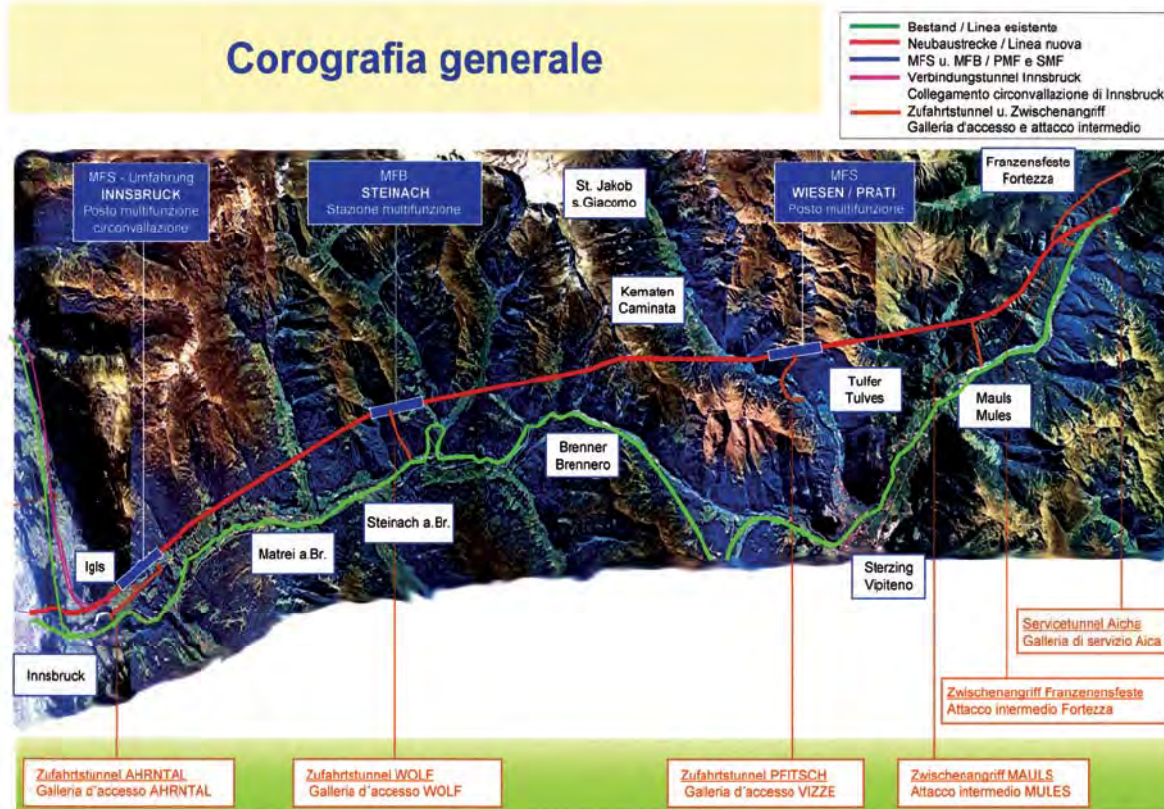 Corografia generale
Bestand / Linea esistente
Neubaustrecke / Linea nuova
MFS u. MFB / PMF e SMF
Verbindungstunnel Innsbruck
Collegamento circonvallazione di Innsbruck
Zufahrtstunnel u. Zwischenangriff
Galleria d'accesso e attacco intermedio
MFS - Umfahrung
INNSBRUCK
Posto multifunzione
circonvallazione
MFB
STEINACH
Stazione multifunzione
St. Jakob
s.Giacomo
MFS
WIESEN / PRATI
Posto multifunzione
Franzensfeste
Fortezza
Kematen
Caminata
Tulfer
Tulves
Mauls
Mules
Brenner
Brennero
Steinach a.Br.
Matrei a.Br.
Igls
Sterzing
Vipiteno
Innsbruck
Servicetunnel Aicha
Galleria di servizio Aica
Zwischenangriff Franzenensfeste
Attacco intermedio Fortezza
Zufahrtstunnel AHRNTAL
Galleria d'accesso AHRNTAL
Zufahrtstunnel WOLF
Galleria d'accesso WOLF
Zufahrtstunnel PFITSCH
Galleria d'accesso VIZZE
Zwischenangriff MAULS
Attacco intermedio MULES